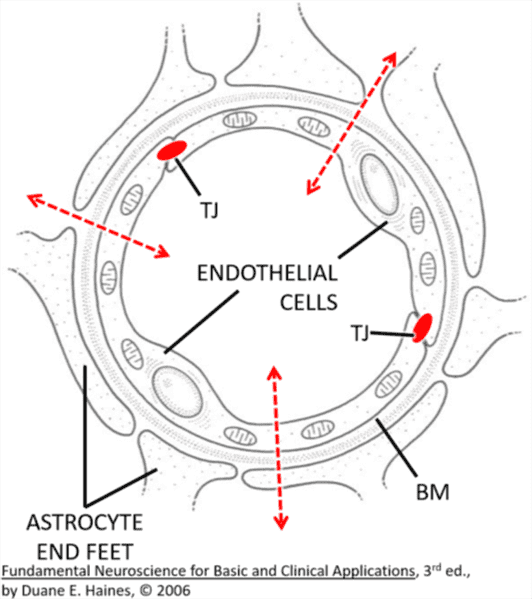 TJ
ENDOTHELIAL
CELLS
TJ
BM
ASTROCYTE
END FEET
Fundamental Neuroscience for Basic and Clinical Applications, 3rd ed.,
by Duane E. Haines, © 2006